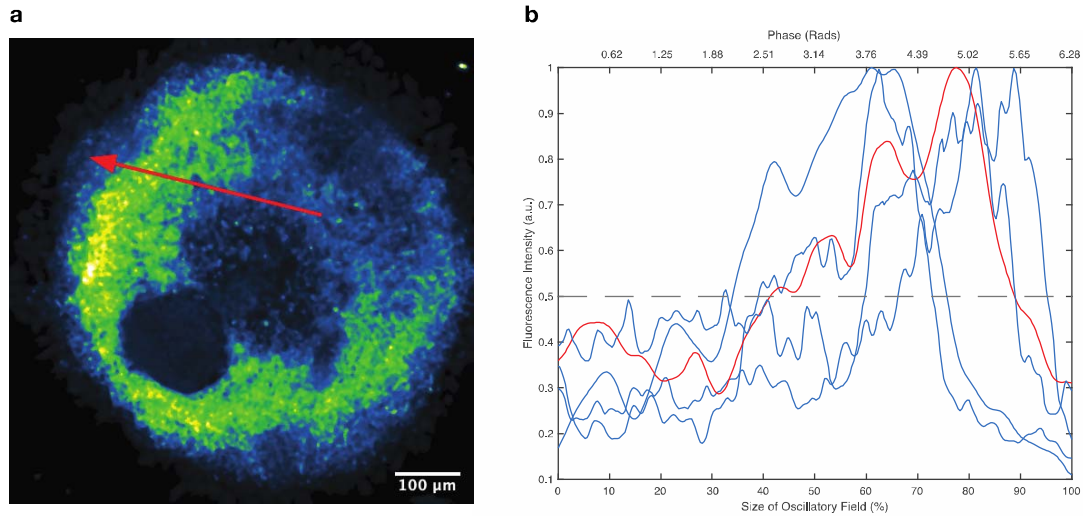 a
b
100 µm
Phase (Rads)
0.62 1.25 1.88 2.51 3.14 3.76 4.39 5.02 5.65 6.28
1
0.9
0.8
0.7
0.6
0.5
0.4
0.3
0.2
0.1
Fluorescence Intensity (a.u.)
0 10 20 30 40 50 60 70 80 90 100
Size of Oscillatory Field (%)